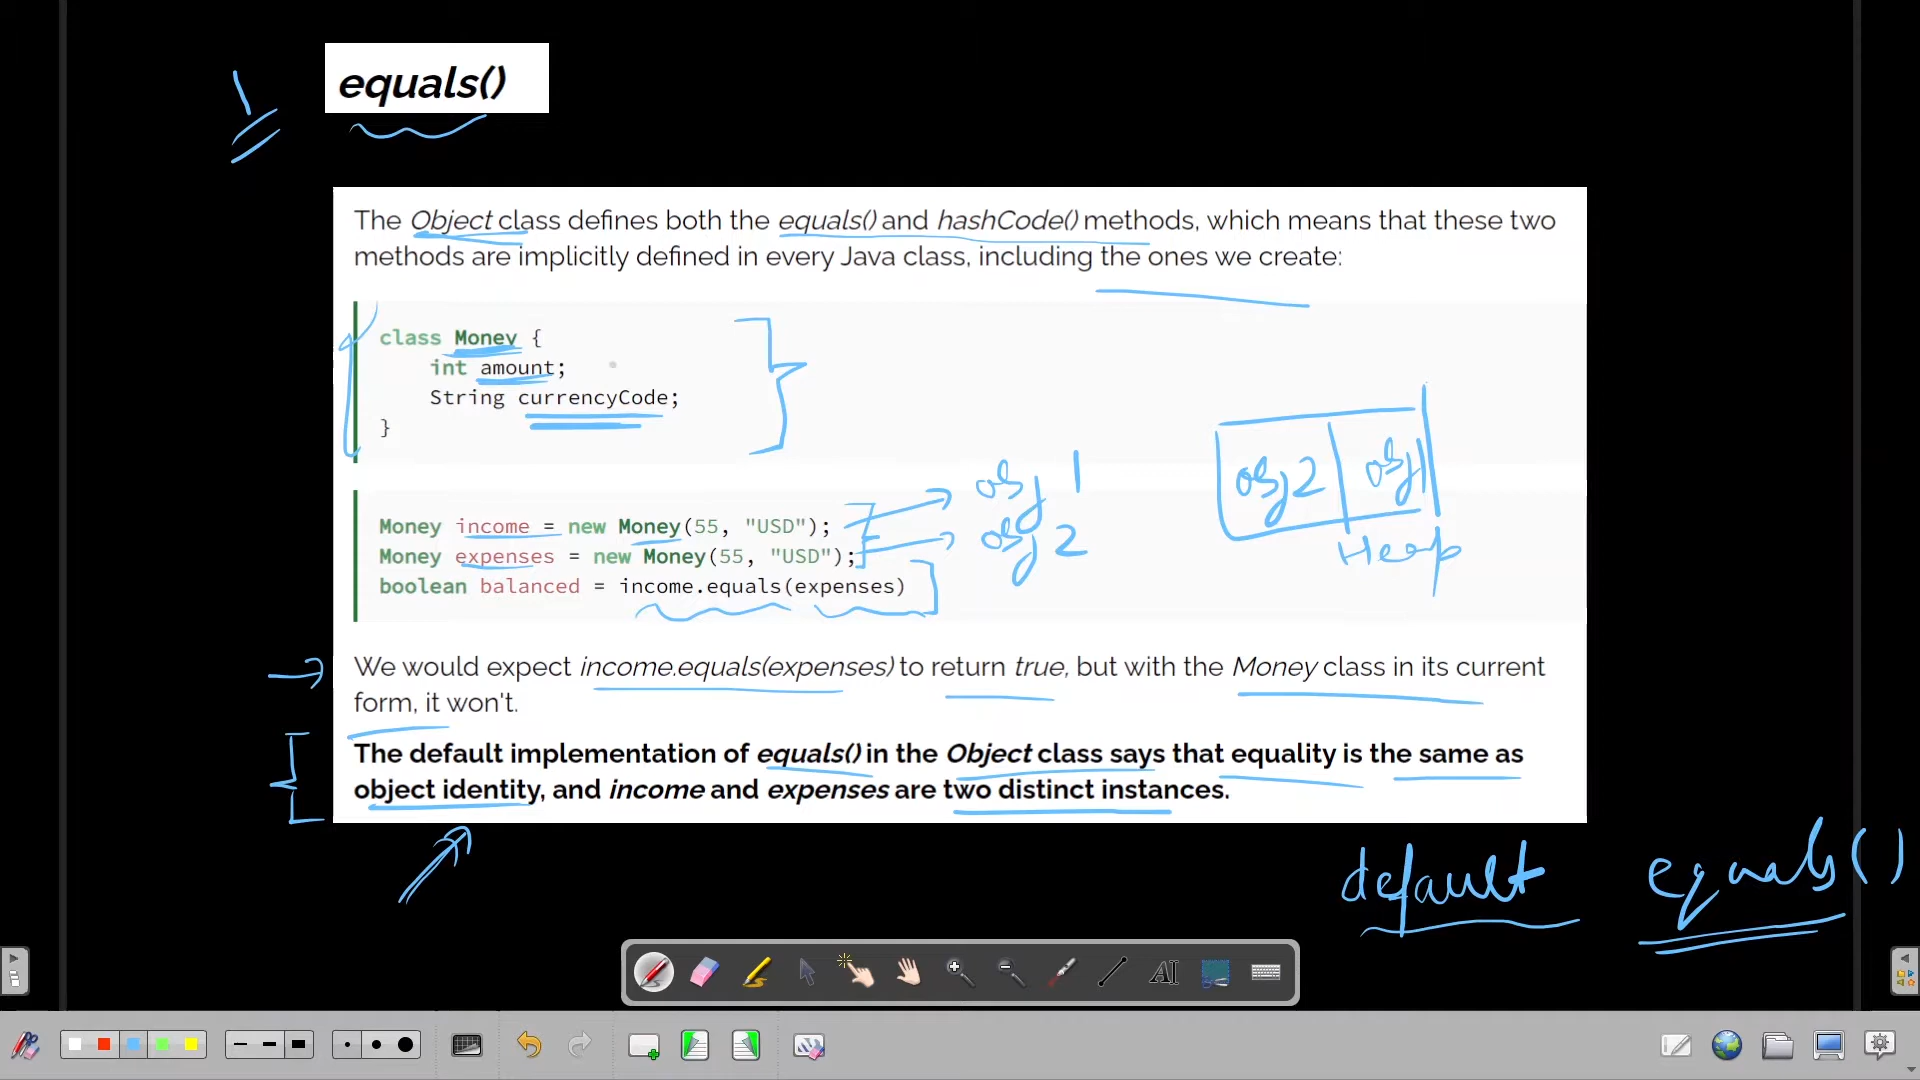 1
equals()
The Object class defines both the equals() and hashCode() methods, which means that these two
methods are implicitly defined in every Java class, including the ones we create:
class Money {
int amount;
String currencyCode;
}
obj2 obj1
Heap
Money income = new Money(55, "USD");
obj 1
Money expenses = new Money(55, "USD");
obj 2
boolean balanced = income.equals(expenses)
We would expect income.equals(expenses) to return true, but with the Money class in its current
form, it won't.
The default implementation of equals() in the Object class says that equality is the same as
object identity, and income and expenses are two distinct instances.
default equals()
AI